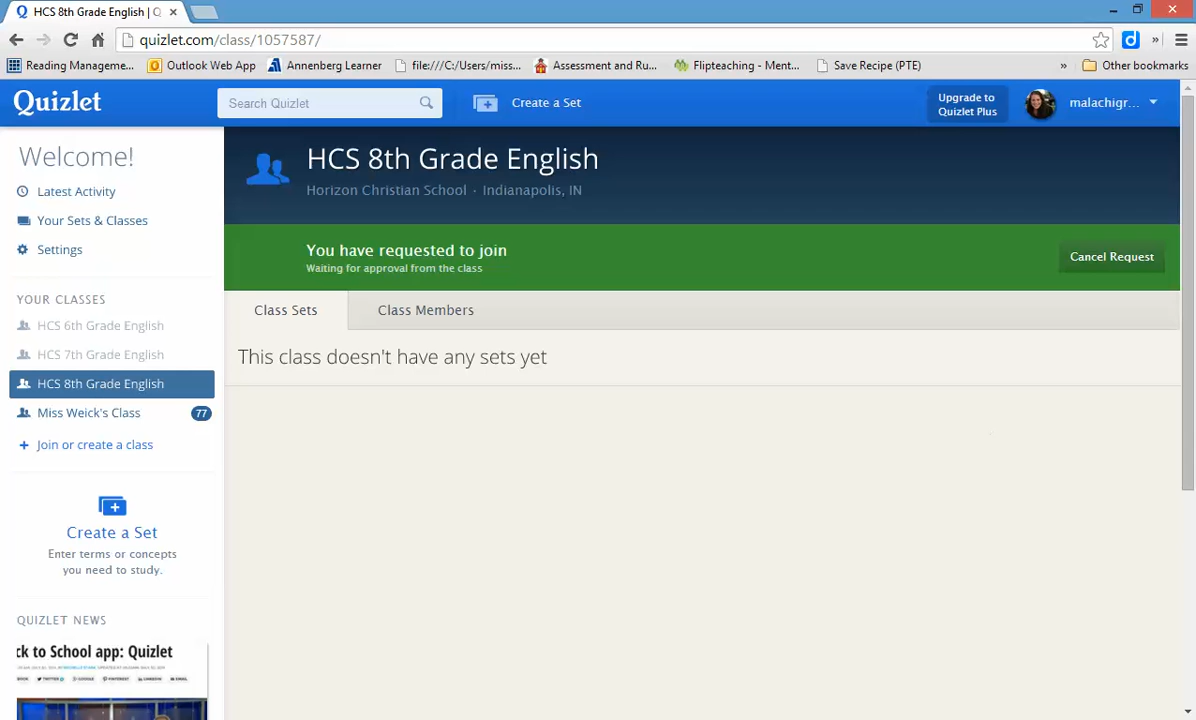 HCS 8th Grade English | Q
quizlet.com/class/1057587/
Reading Manageme... Outlook Web App Annenberg Learner file:///C:/Users/miss... Assessment and Ru... Flipteaching - Ment... Save Recipe (PTE) » Other bookmarks
Quizlet Search Quizlet Create a Set Upgrade to Quizlet Plus malachigr...
Welcome!
Latest Activity
Your Sets & Classes
Settings
YOUR CLASSES
HCS 6th Grade English
HCS 7th Grade English
HCS 8th Grade English
Miss Weick's Class 77
+ Join or create a class
Create a Set
Enter terms or concepts
you need to study.
QUIZLET NEWS
ck to School app: Quizlet
HCS 8th Grade English
Horizon Christian School · Indianapolis, IN
You have requested to join
Waiting for approval from the class
Cancel Request
Class Sets Class Members
This class doesn't have any sets yet